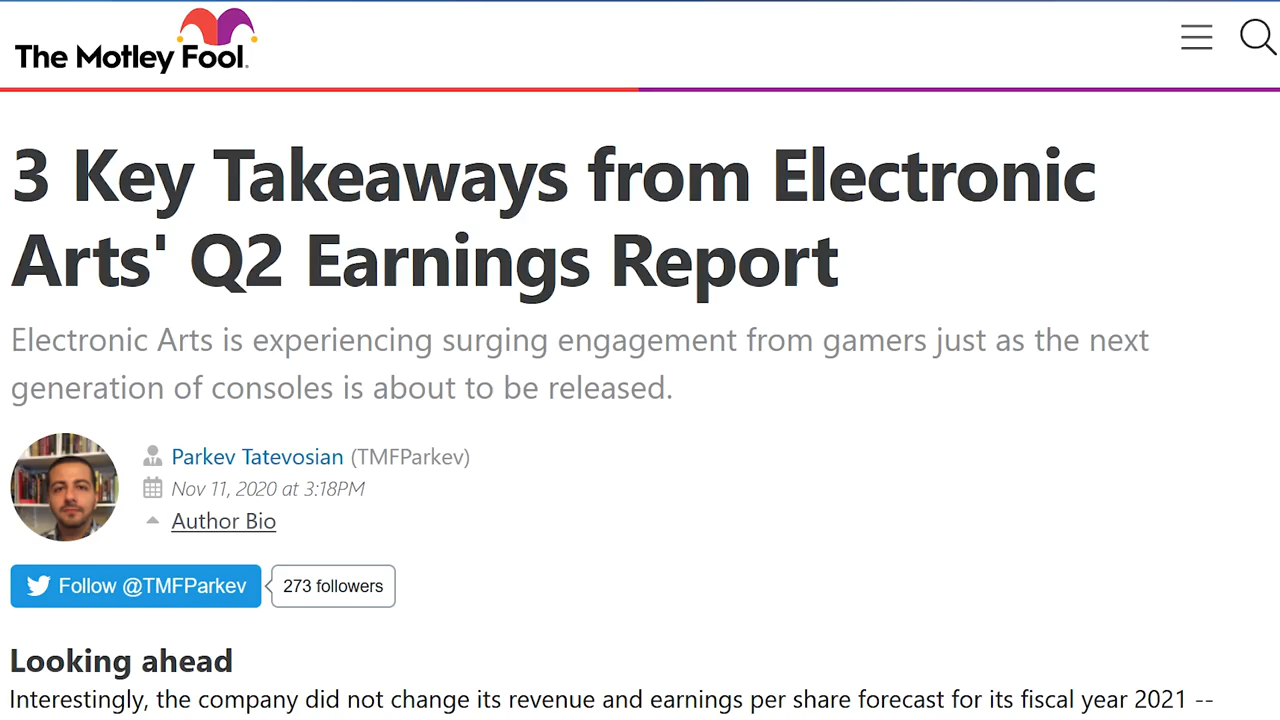 The Motley Fool.
3 Key Takeaways from Electronic
Arts' Q2 Earnings Report
Electronic Arts is experiencing surging engagement from gamers just as the next
generation of consoles is about to be released.
Parkev Tatevosian (TMFParkev)
Nov 11, 2020 at 3:18PM
Author Bio
Follow @TMFParkev 273 followers
Looking ahead
Interestingly, the company did not change its revenue and earnings per share forecast for its fiscal year 2021 --